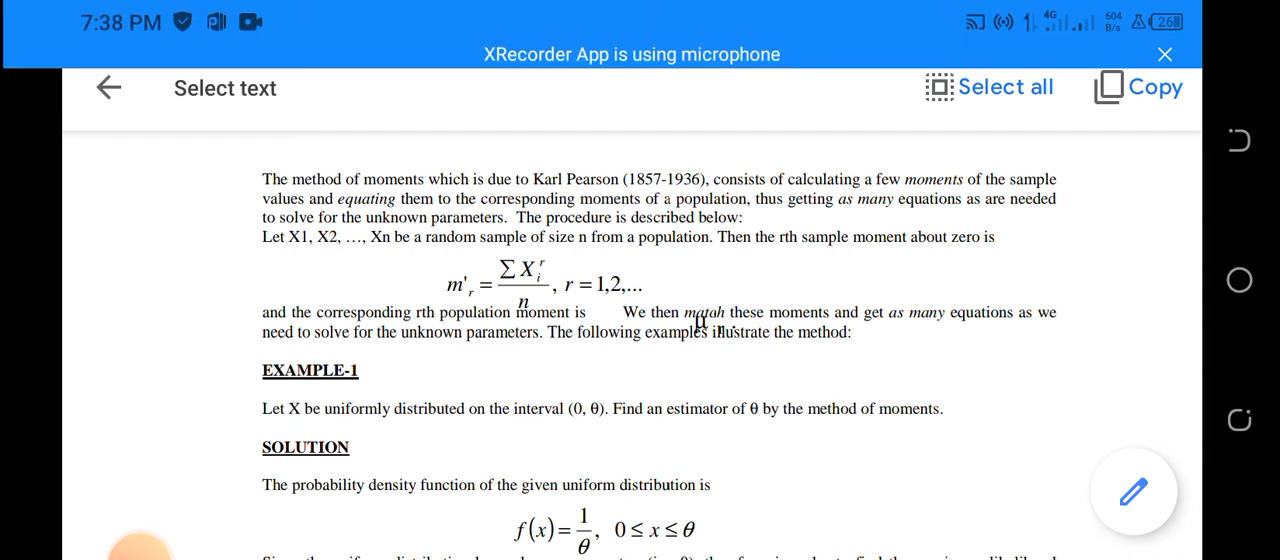 7:38 PM 4G 604 B/s 26
XRecorder App is using microphone
Select text Select all Copy
The method of moments which is due to Karl Pearson (1857-1936), consists of calculating a few moments of the sample
values and equating them to the corresponding moments of a population, thus getting as many equations as are needed
to solve for the unknown parameters. The procedure is described below:
Let X1, X2, …, Xn be a random sample of size n from a population. Then the rth sample moment about zero is
m'_r = ∑X_i^r / n, r = 1,2,...
and the corresponding rth population moment is We then match these moments and get as many equations as we
need to solve for the unknown parameters. The following examples illustrate the method:
EXAMPLE-1
Let X be uniformly distributed on the interval (0, θ). Find an estimator of θ by the method of moments.
SOLUTION
The probability density function of the given uniform distribution is
f(x) = 1/θ, 0 ≤ x ≤ θ